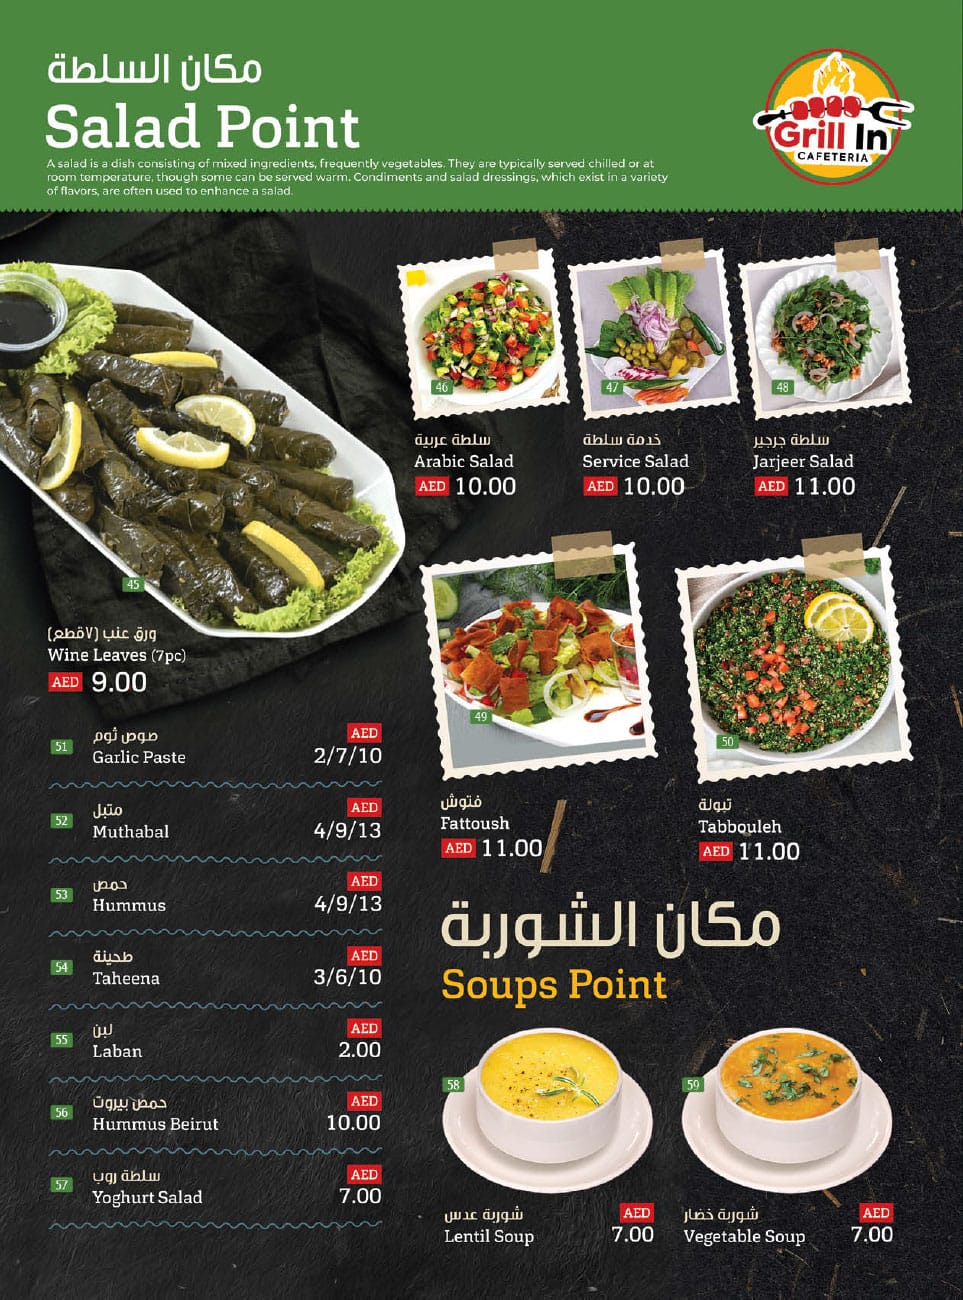 مكان السلطة
Salad Point
A salad is a dish consisting of mixed ingredients, frequently vegetables. They are typically served chilled or at
room temperature, though some can be served warm. Condiments and salad dressings, which exist in a variety
of flavors, are often used to enhance a salad.
Grill In
CAFETERIA
45
ورق عنب (٧قطع)
Wine Leaves (7pc)
AED 9.00
46
سلطة عربية
Arabic Salad
AED 10.00
47
خدمة سلطة
Service Salad
AED 10.00
48
سلطة جرجير
Jarjeer Salad
AED 11.00
49
فتوش
Fattoush
AED 11.00
50
تبولة
Tabbouleh
AED 11.00
51
صوص ثوم
Garlic Paste
AED
2/7/10
52
متبل
Muthabal
AED
4/9/13
53
حمص
Hummus
AED
4/9/13
54
طحينة
Taheena
AED
3/6/10
55
لبن
Laban
AED
2.00
56
حمص بيروت
Hummus Beirut
AED
10.00
57
سلطة روب
Yoghurt Salad
AED
7.00
مكان الشوربة
Soups Point
58
شوربة عدس
Lentil Soup
AED
7.00
59
شوربة خضار
Vegetable Soup
AED
7.00